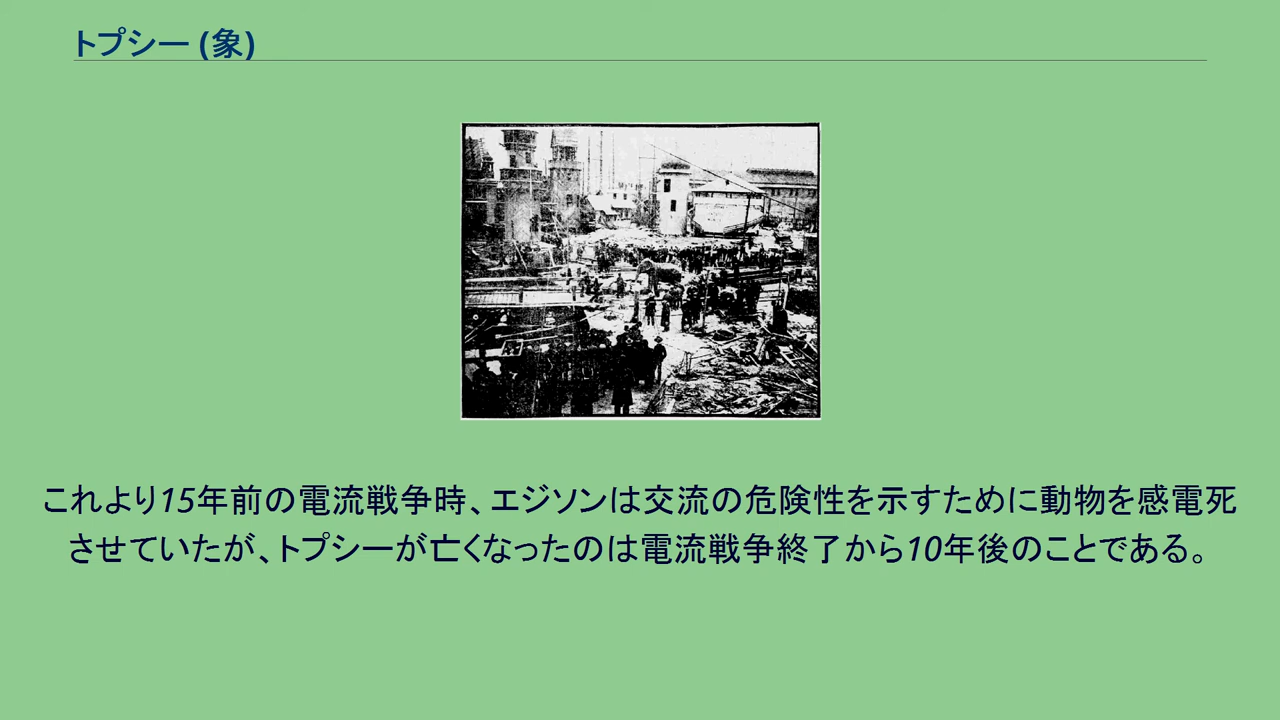 トプシー (象)
これより15年前の電流戦争時、エジソンは交流の危険性を示すために動物を感電死
させていたが、トプシーが亡くなったのは電流戦争終了から10年後のことである。